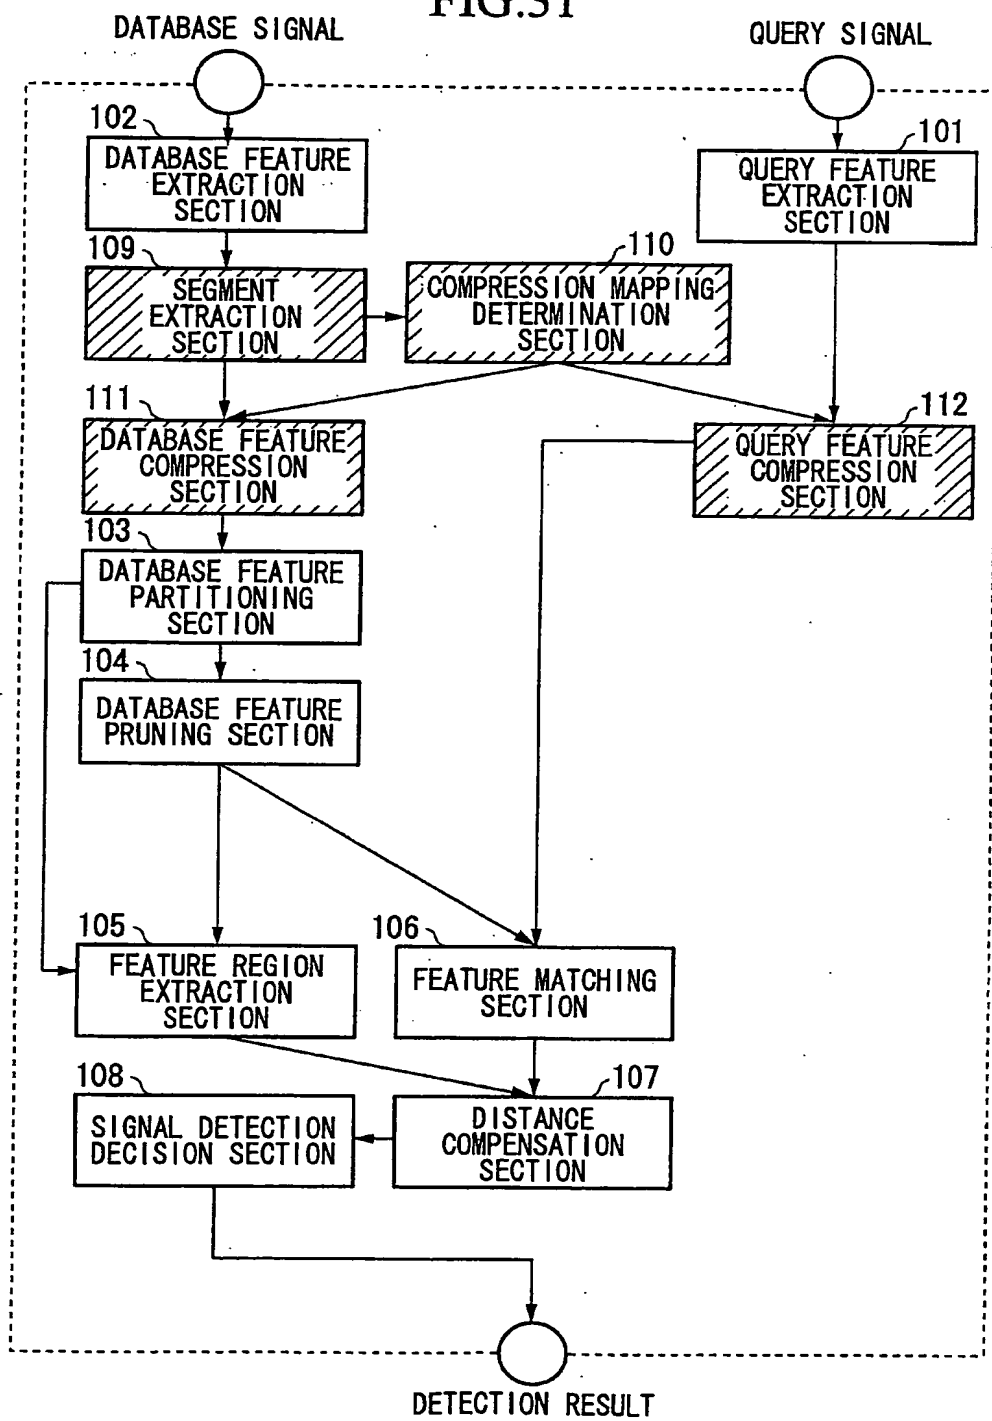 FIG.31
DATABASE SIGNAL
QUERY SIGNAL
102
101
DATABASE FEATURE
EXTRACTION
SECTION
QUERY FEATURE
EXTRACTION
SECTION
109
110
SEGMENT
EXTRACTION
SECTION
COMPRESSION MAPPING
DETERMINATION
SECTION
111
112
DATABASE FEATURE
COMPRESSION
SECTION
QUERY FEATURE
COMPRESSION
SECTION
103
DATABASE FEATURE
PARTITIONING
SECTION
104
DATABASE FEATURE
PRUNING SECTION
105
106
FEATURE REGION
EXTRACTION
SECTION
FEATURE MATCHING
SECTION
108
107
SIGNAL DETECTION
DECISION SECTION
DISTANCE
COMPENSATION
SECTION
DETECTION RESULT